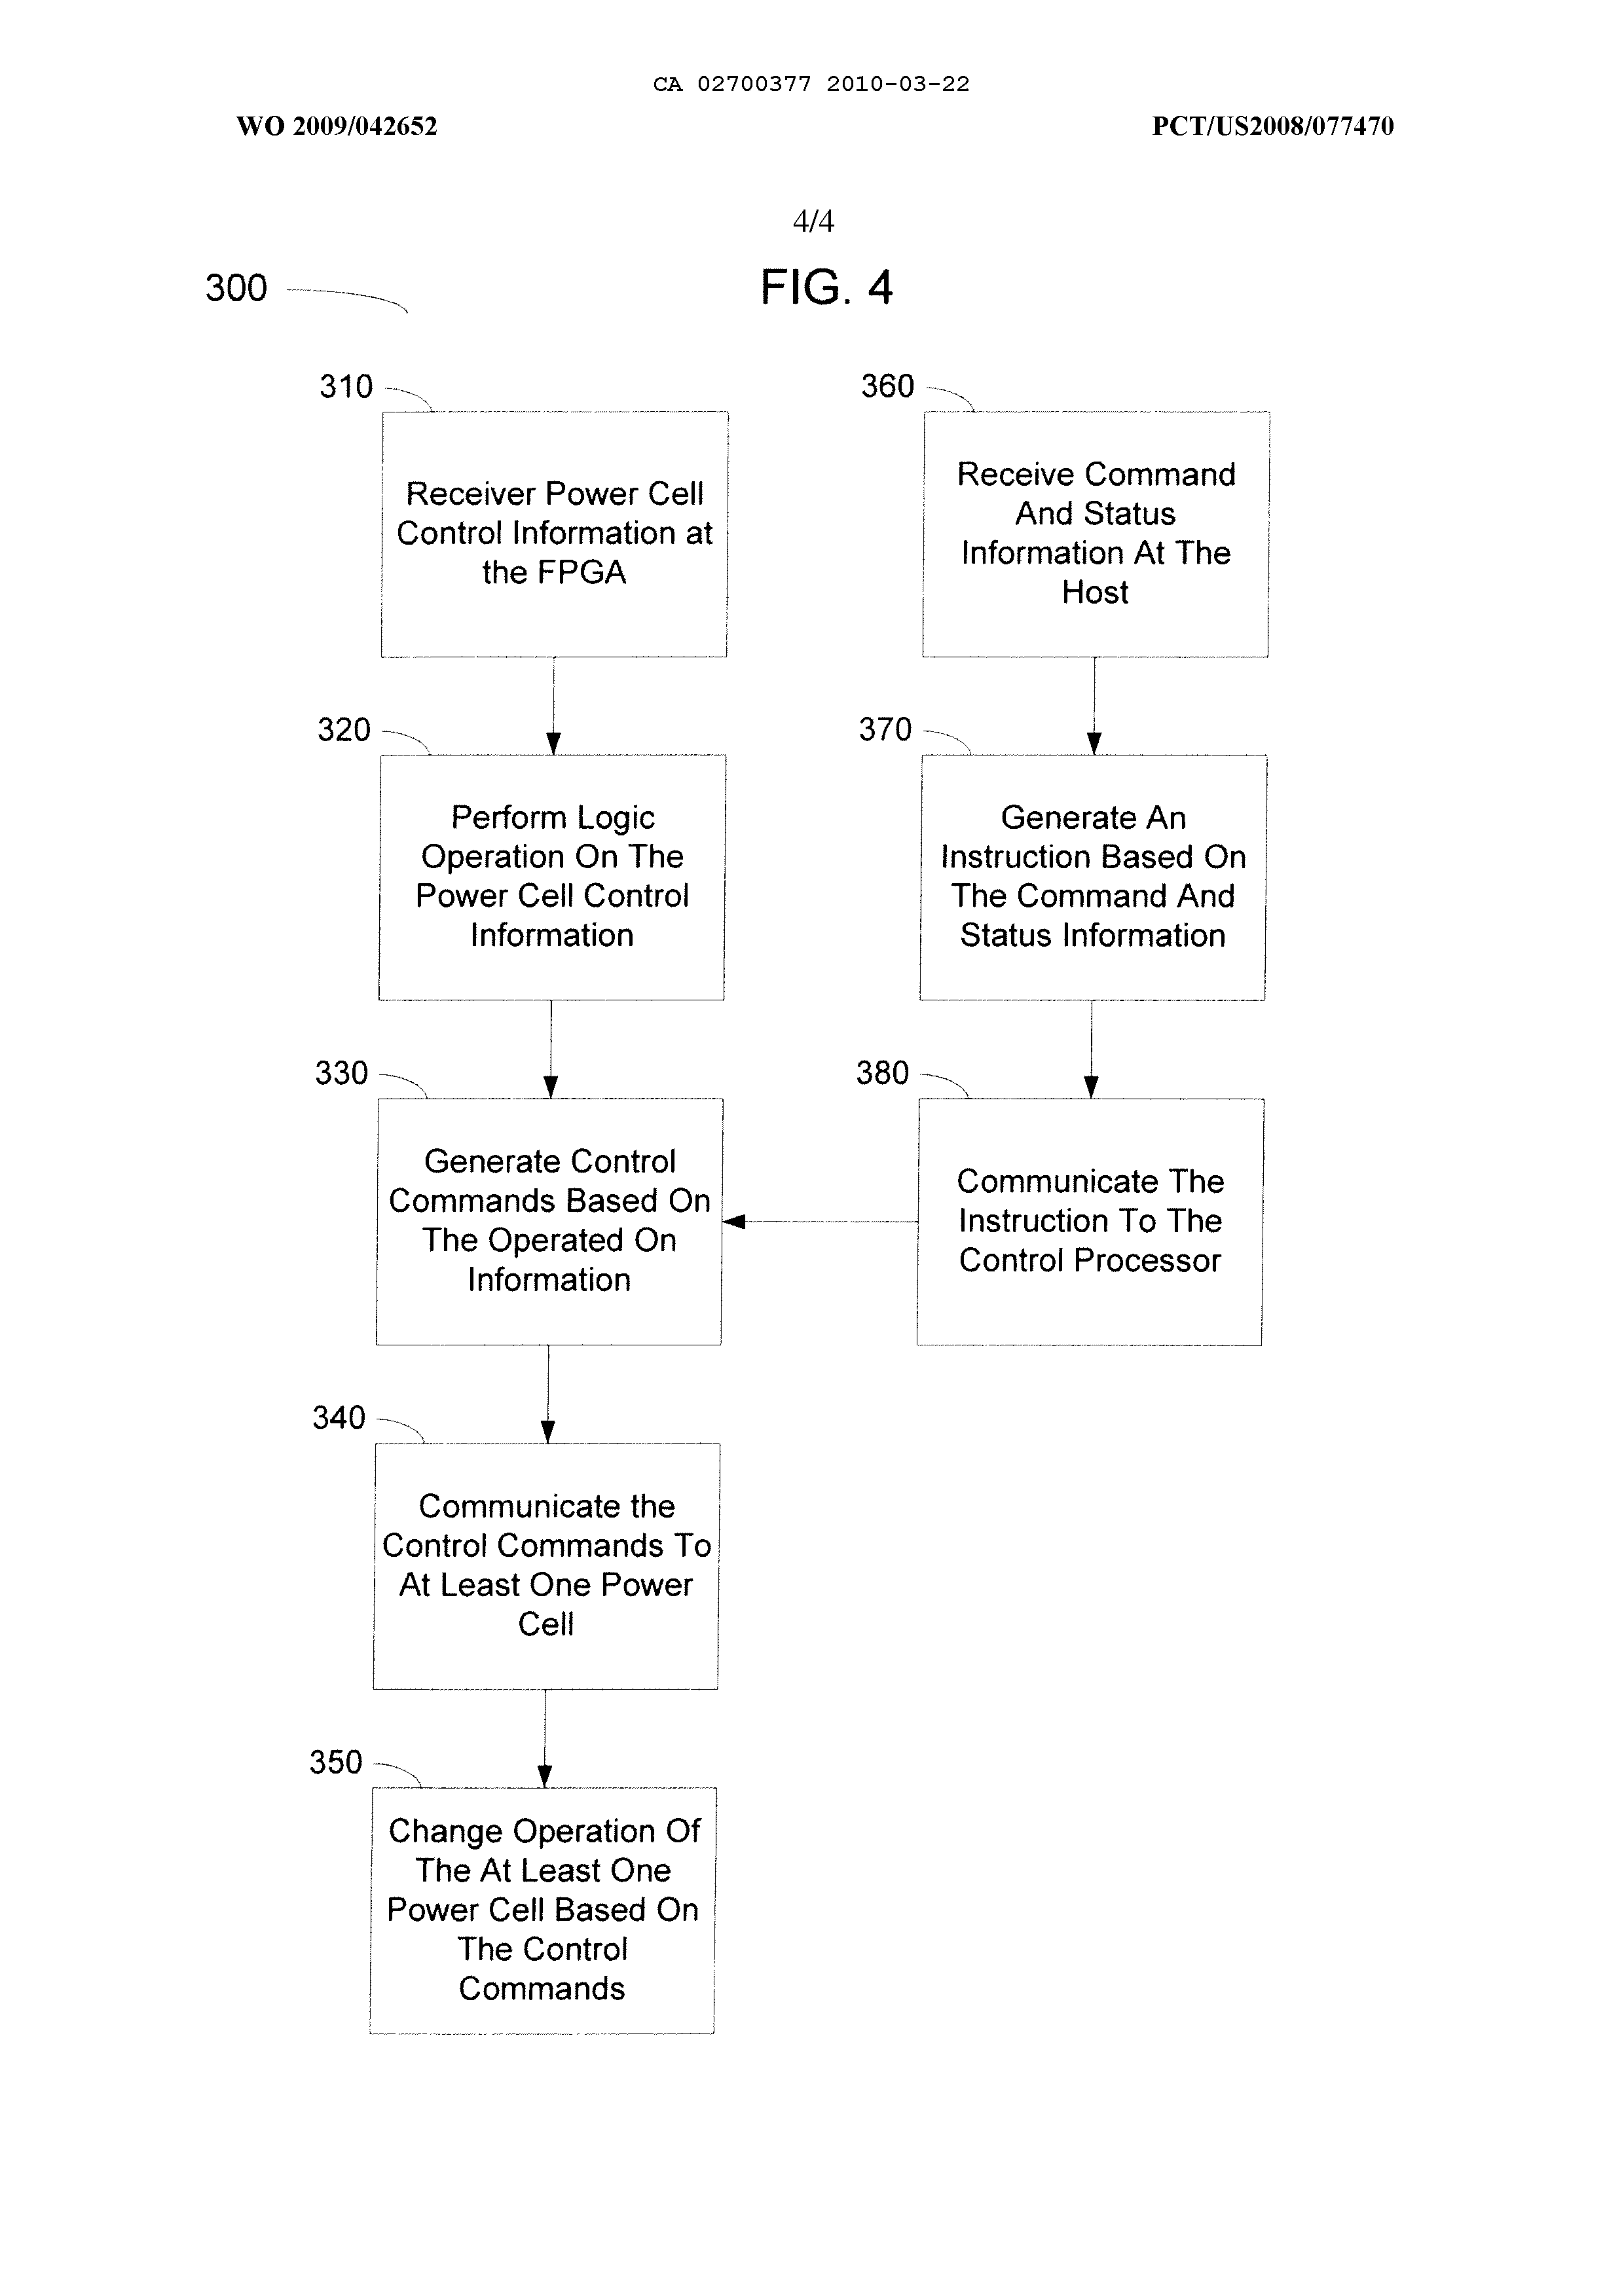 CA 02700377 2010-03-22
WO 2009/042652
PCT/US2008/077470
4/4
300
FIG. 4
310
Receiver Power Cell
Control Information at
the FPGA
360
Receive Command
And Status
Information At The
Host
320
Perform Logic
Operation On The
Power Cell Control
Information
370
Generate An
Instruction Based On
The Command And
Status Information
330
Generate Control
Commands Based On
The Operated On
Information
380
Communicate The
Instruction To The
Control Processor
340
Communicate the
Control Commands To
At Least One Power
Cell
350
Change Operation Of
The At Least One
Power Cell Based On
The Control
Commands